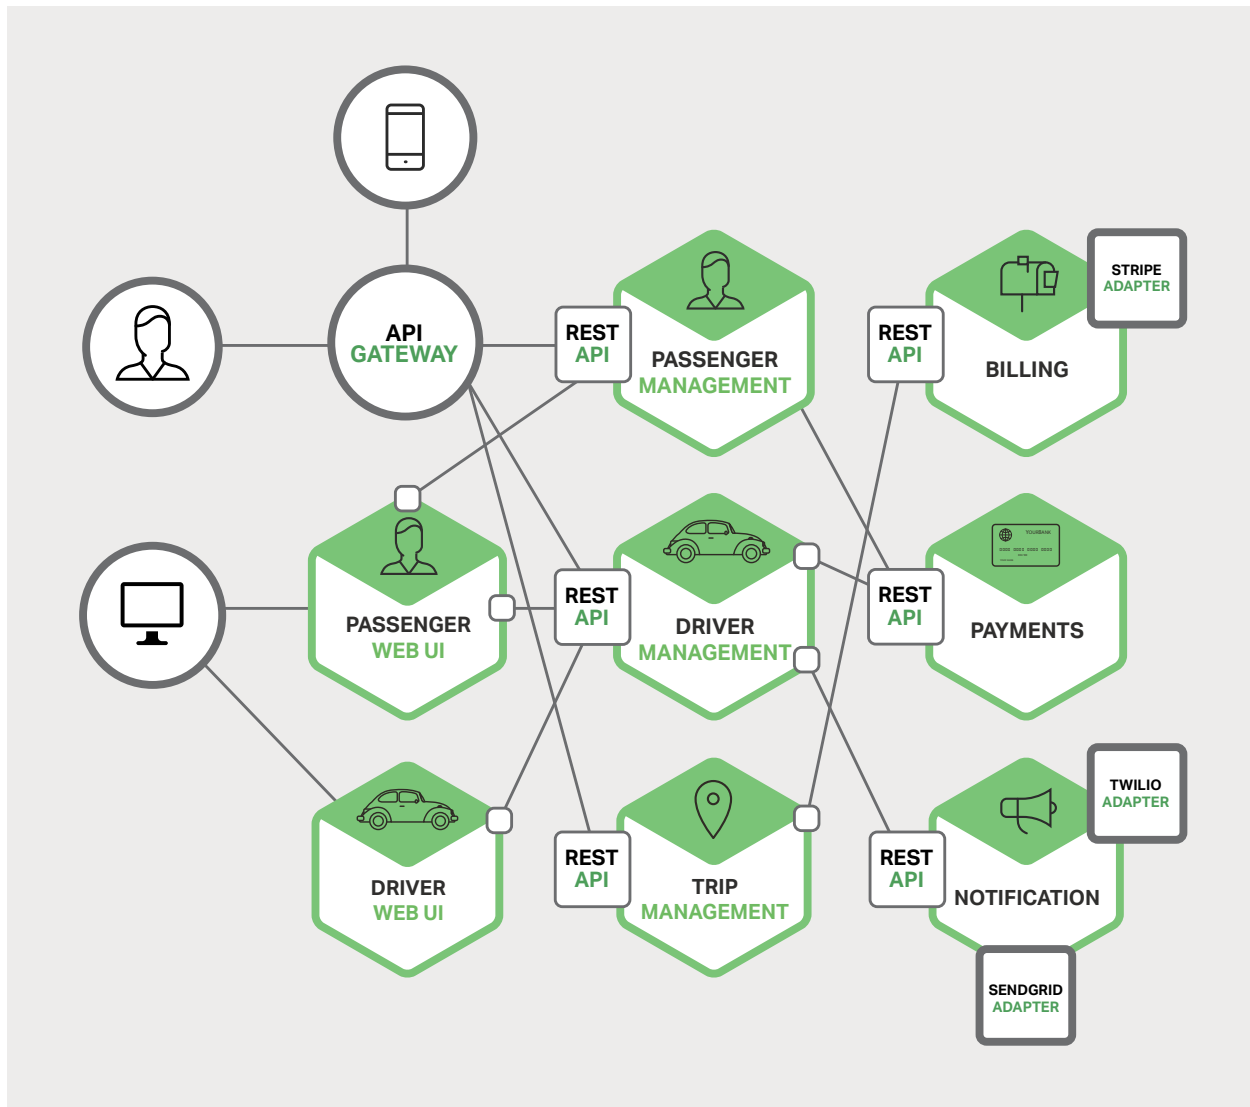 API
GATEWAY
REST
API
PASSENGER
MANAGEMENT
REST
API
BILLING
STRIPE
ADAPTER
PASSENGER
WEB UI
REST
API
DRIVER
MANAGEMENT
REST
API
YOURBANK
PAYMENTS
DRIVER
WEB UI
REST
API
TRIP
MANAGEMENT
REST
API
NOTIFICATION
TWILIO
ADAPTER
SENDGRID
ADAPTER